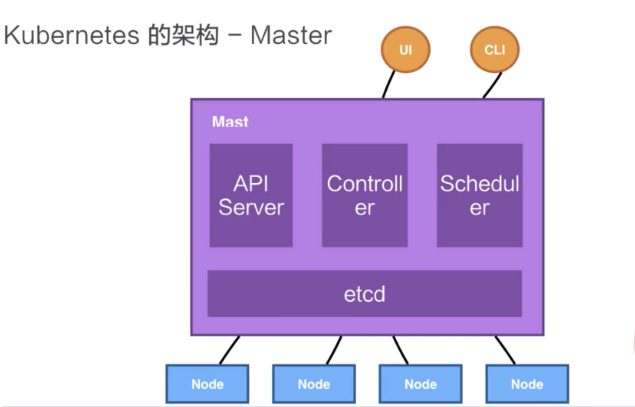 Kubernetes 的架构 – Master
UI
CLI
Mast
API
Server
Controll
er
Schedul
er
etcd
Node
Node
Node
Node